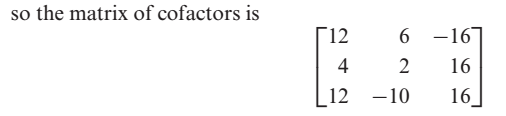 so the matrix of cofactors is
12 6 −16
4 2 16
12 −10 16